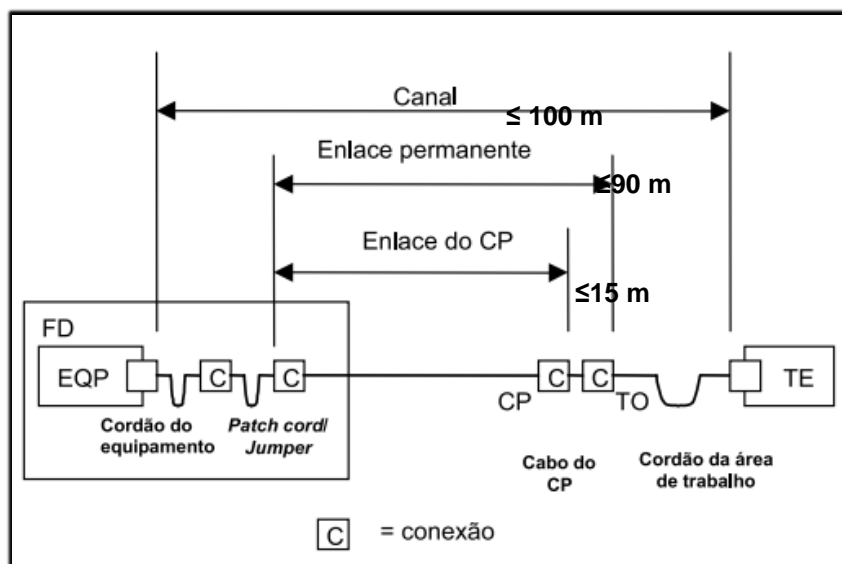 Canal
≤ 100 m
Enlace permanente
≤90 m
Enlace do CP
≤15 m
FD
EQP
C
C
CP
C
C
TO
TE
Cordão do
equipamento
Patch cord/
Jumper
Cabo do
CP
Cordão da área
de trabalho
C = conexão